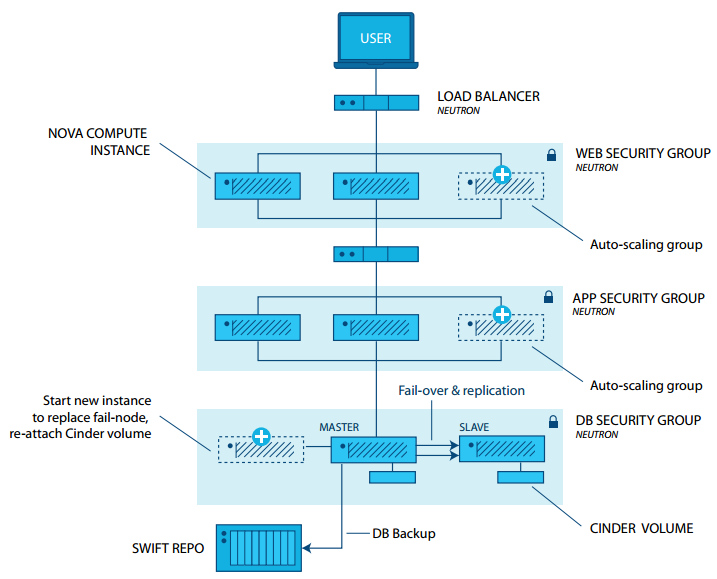 USER
LOAD BALANCER
NEUTRON
NOVA COMPUTE
INSTANCE
WEB SECURITY GROUP
NEUTRON
Auto-scaling group
APP SECURITY GROUP
NEUTRON
Auto-scaling group
Fail-over & replication
Start new instance
to replace fail-node,
re-attach Cinder volume
MASTER
SLAVE
DB SECURITY GROUP
NEUTRON
CINDER VOLUME
DB Backup
SWIFT REPO